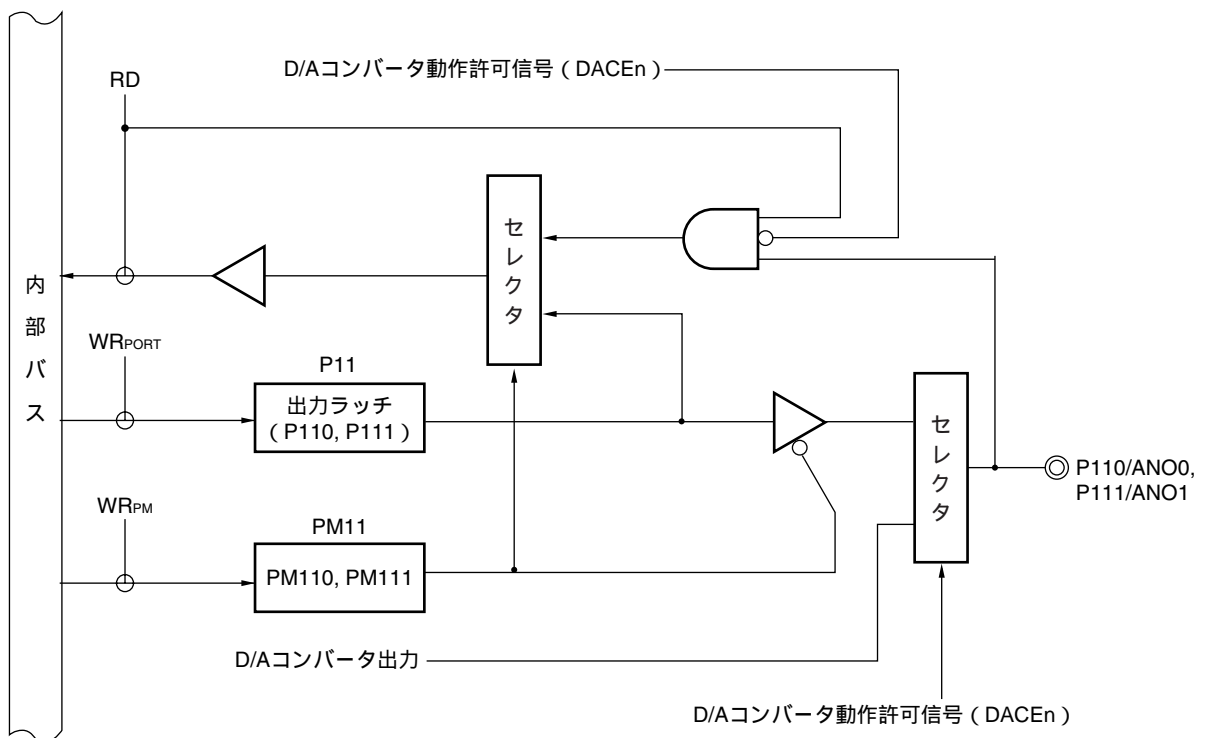 D/Aコンバータ動作許可信号(DACEn)
RD
セレクタ
内部バス
WRPORT
P11
出力ラッチ
(P110, P111)
セレクタ
P110/ANO0,
P111/ANO1
WRPM
PM11
PM110, PM111
D/Aコンバータ出力
D/Aコンバータ動作許可信号(DACEn)